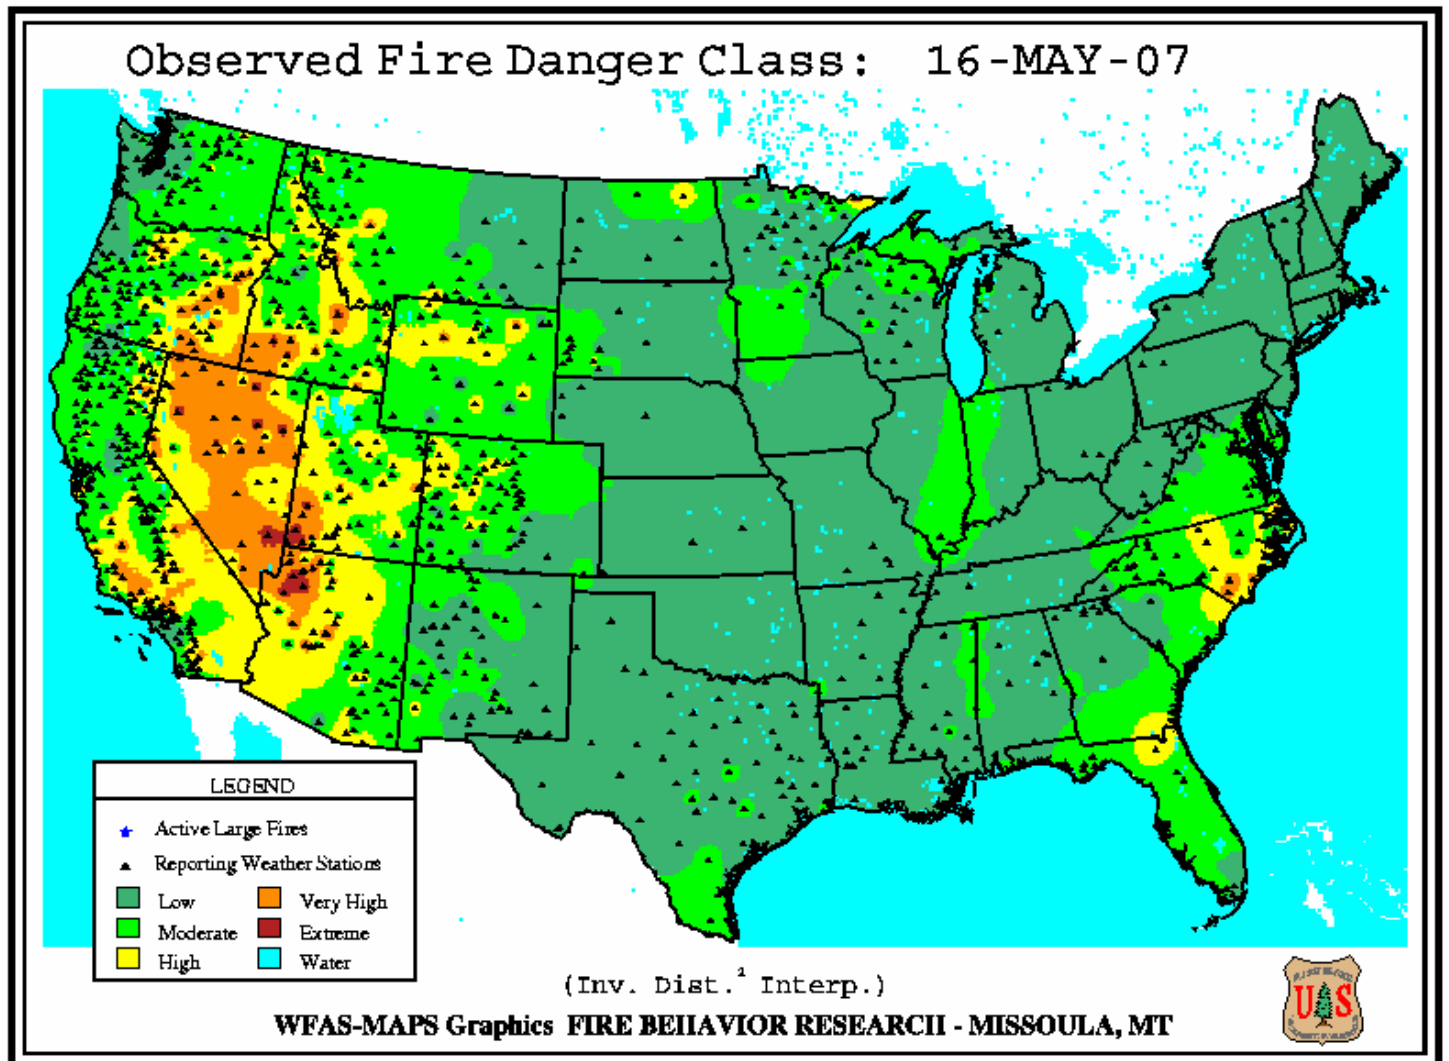 Observed Fire Danger Class: 16-MAY-07
LEGEND
Active Large Fires
Reporting Weather Stations
Low
Very High
Moderate
Extreme
High
Water
(Inv. Dist.² Interp.)
WFAS-MAPS Graphics FIRE BEHAVIOR RESEARCH - MISSOULA, MT
US